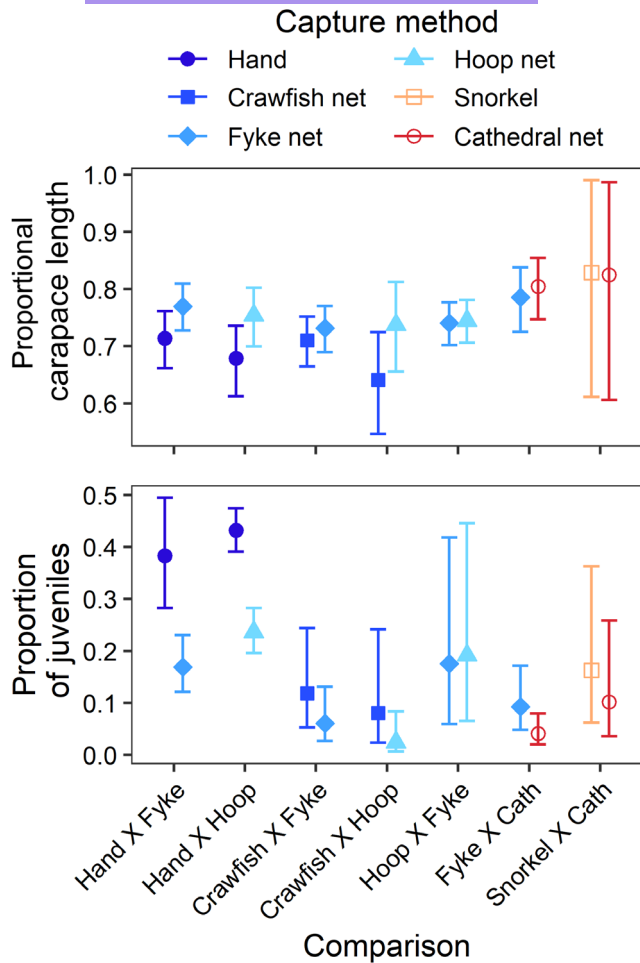 Capture method
Hand
Hoop net
Crawfish net
Snorkel
Fyke net
Cathedral net
Proportional
carapace length
1.0
0.9
0.8
0.7
0.6
Proportion
of juveniles
0.5
0.4
0.3
0.2
0.1
0.0
Hand X Fyke
Hand X Hoop
Crawfish X Fyke
Crawfish X Hoop
Hoop X Fyke
Fyke X Cath
Snorkel X Cath
Comparison